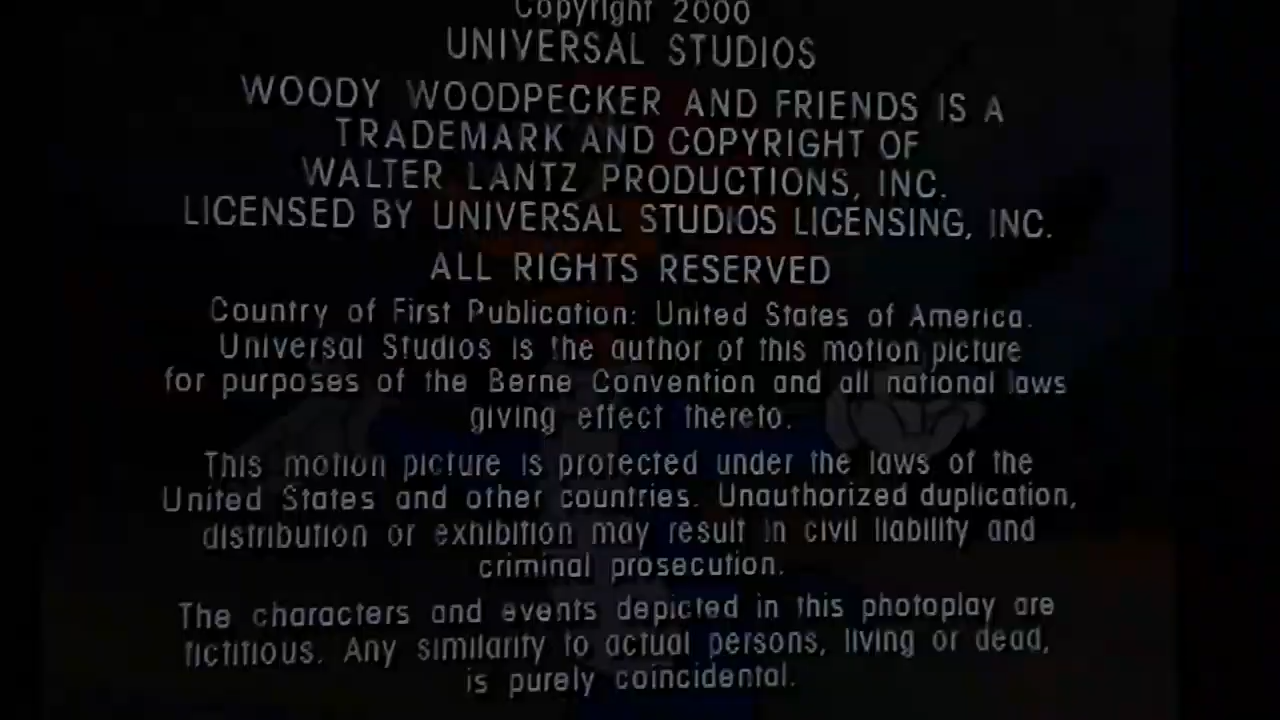 Copyright 2000
UNIVERSAL STUDIOS
WOODY WOODPECKER AND FRIENDS IS A
TRADEMARK AND COPYRIGHT OF
WALTER LANTZ PRODUCTIONS, INC.
LICENSED BY UNIVERSAL STUDIOS LICENSING, INC.
ALL RIGHTS RESERVED
Country of First Publication: United States of America.
Universal Studios is the author of this motion picture
for purposes of the Berne Convention and all national laws
giving effect thereto.
This motion picture is protected under the laws of the
United States and other countries. Unauthorized duplication,
distribution or exhibition may result in civil liability and
criminal prosecution.
The characters and events depicted in this photoplay are
fictitious. Any similarity to actual persons, living or dead,
is purely coincidental.